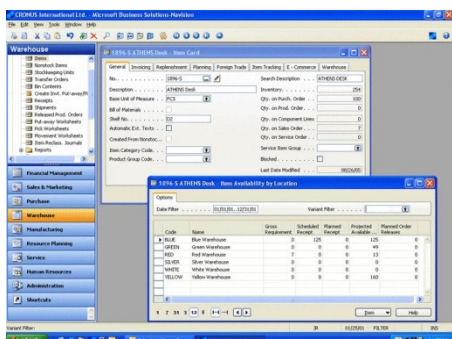 CRONUS International Ltd. - Microsoft Business Solutions-Navision
File Edit View Tools Window Help
Warehouse
Items
Nonstock Items
Stockkeeping Units
Transfer Orders
Bin Contents
Create Invt. Put-away/Pi
Receipts
Shipments
Released Prod. Orders
Put-away Worksheets
Pick Worksheets
Movement Worksheets
Item Reclass. Journals
Reports
Financial Management
Sales & Marketing
Purchase
Warehouse
Manufacturing
Resource Planning
Service
Human Resources
Administration
Shortcuts
1896-S ATHENS Desk - Item Card
General Invoicing Replenishment Planning Foreign Trade Item Tracking E - Commerce Warehouse
No. 1896-S Search Description ATHENS DESK
Description ATHENS Desk Inventory 254
Base Unit of Measure PCS Qty. on Purch. Order 100
Bill of Materials Qty. on Prod. Order 0
Shelf No. D2 Qty. on Component Lines 0
Automatic Ext. Texts Qty. on Sales Order 7
Created From Nonstoc... Qty. on Service Order 0
Item Category Code Service Item Group
Product Group Code Blocked
Last Date Modified 08/26/05
1896-S ATHENS Desk - Item Availability by Location
Options
Date Filter 01/01/01..12/31/01 Variant Filter
Code Name Gross Requirement Scheduled Receipt Planned Receipt Projected Available ... Planned Order Releases
BLUE Blue Warehouse 0 125 0 125 0
GREEN Green Warehouse 0 0 0 49 0
RED Red Warehouse 7 0 0 13 0
SILVER Silver Warehouse 0 0 0 0 0
WHITE White Warehouse 0 0 0 0 0
YELLOW Yellow Warehouse 0 0 0 160 0
1 7 31 3 12
Item Help
Variant Filter: JR 01/25/01 FILTER INS